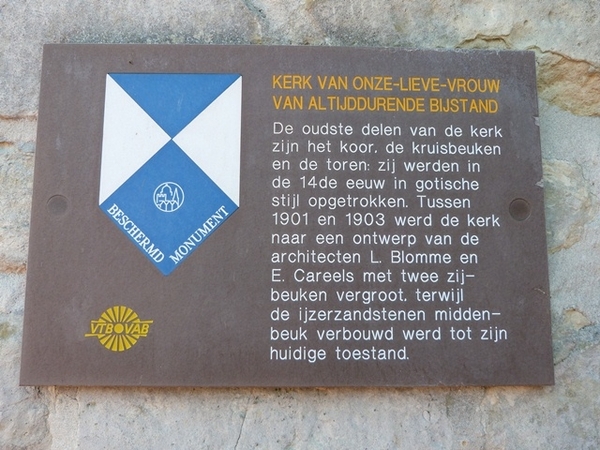 KERK VAN ONZE-LIEVE-VROUW
VAN ALTIJDDURENDE BIJSTAND
De oudste delen van de kerk
zijn het koor, de kruisbeuken
en de toren: zij werden in
de 14de eeuw in gotische
stijl opgetrokken. Tussen
1901 en 1903 werd de kerk
naar een ontwerp van de
architecten L. Blomme en
E. Careels met twee zij-
beuken vergroot, terwijl
de ijzerzandstenen midden-
beuk verbouwd werd tot zijn
huidige toestand.
BESCHERMD
MONUMENT
VTB VAB